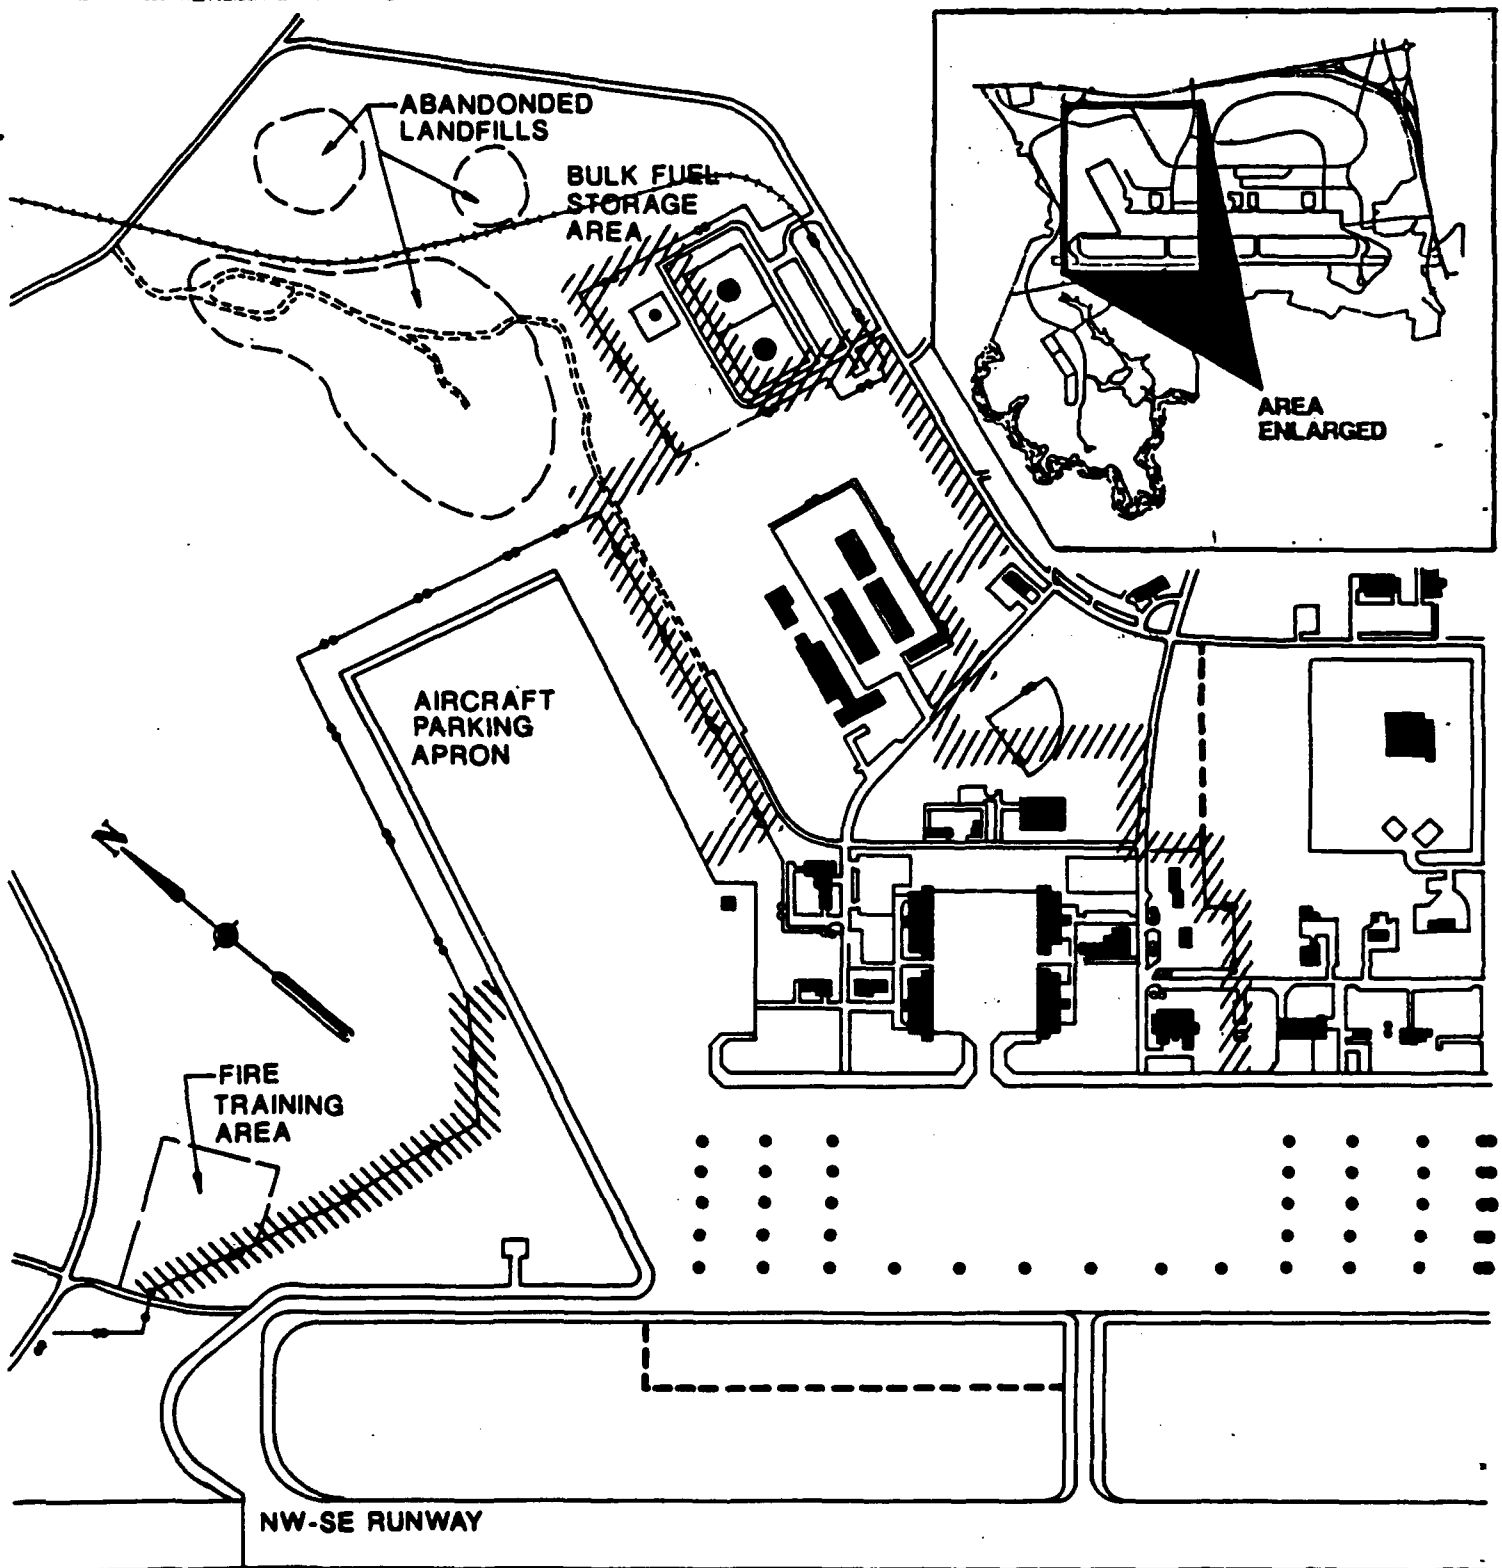 ABANDONDED
LANDFILLS
BULK FUEL
STORAGE
AREA
AREA
ENLARGED
AIRCRAFT
PARKING
APRON
N
FIRE
TRAINING
AREA
NW-SE RUNWAY